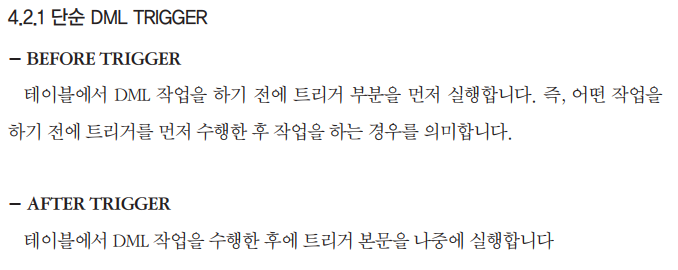 4.2.1 단순 DML TRIGGER
– BEFORE TRIGGER
테이블에서 DML 작업을 하기 전에 트리거 부분을 먼저 실행합니다. 즉, 어떤 작업을
하기 전에 트리거를 먼저 수행한 후 작업을 하는 경우를 의미합니다.
– AFTER TRIGGER
테이블에서 DML 작업을 수행한 후에 트리거 본문을 나중에 실행합니다